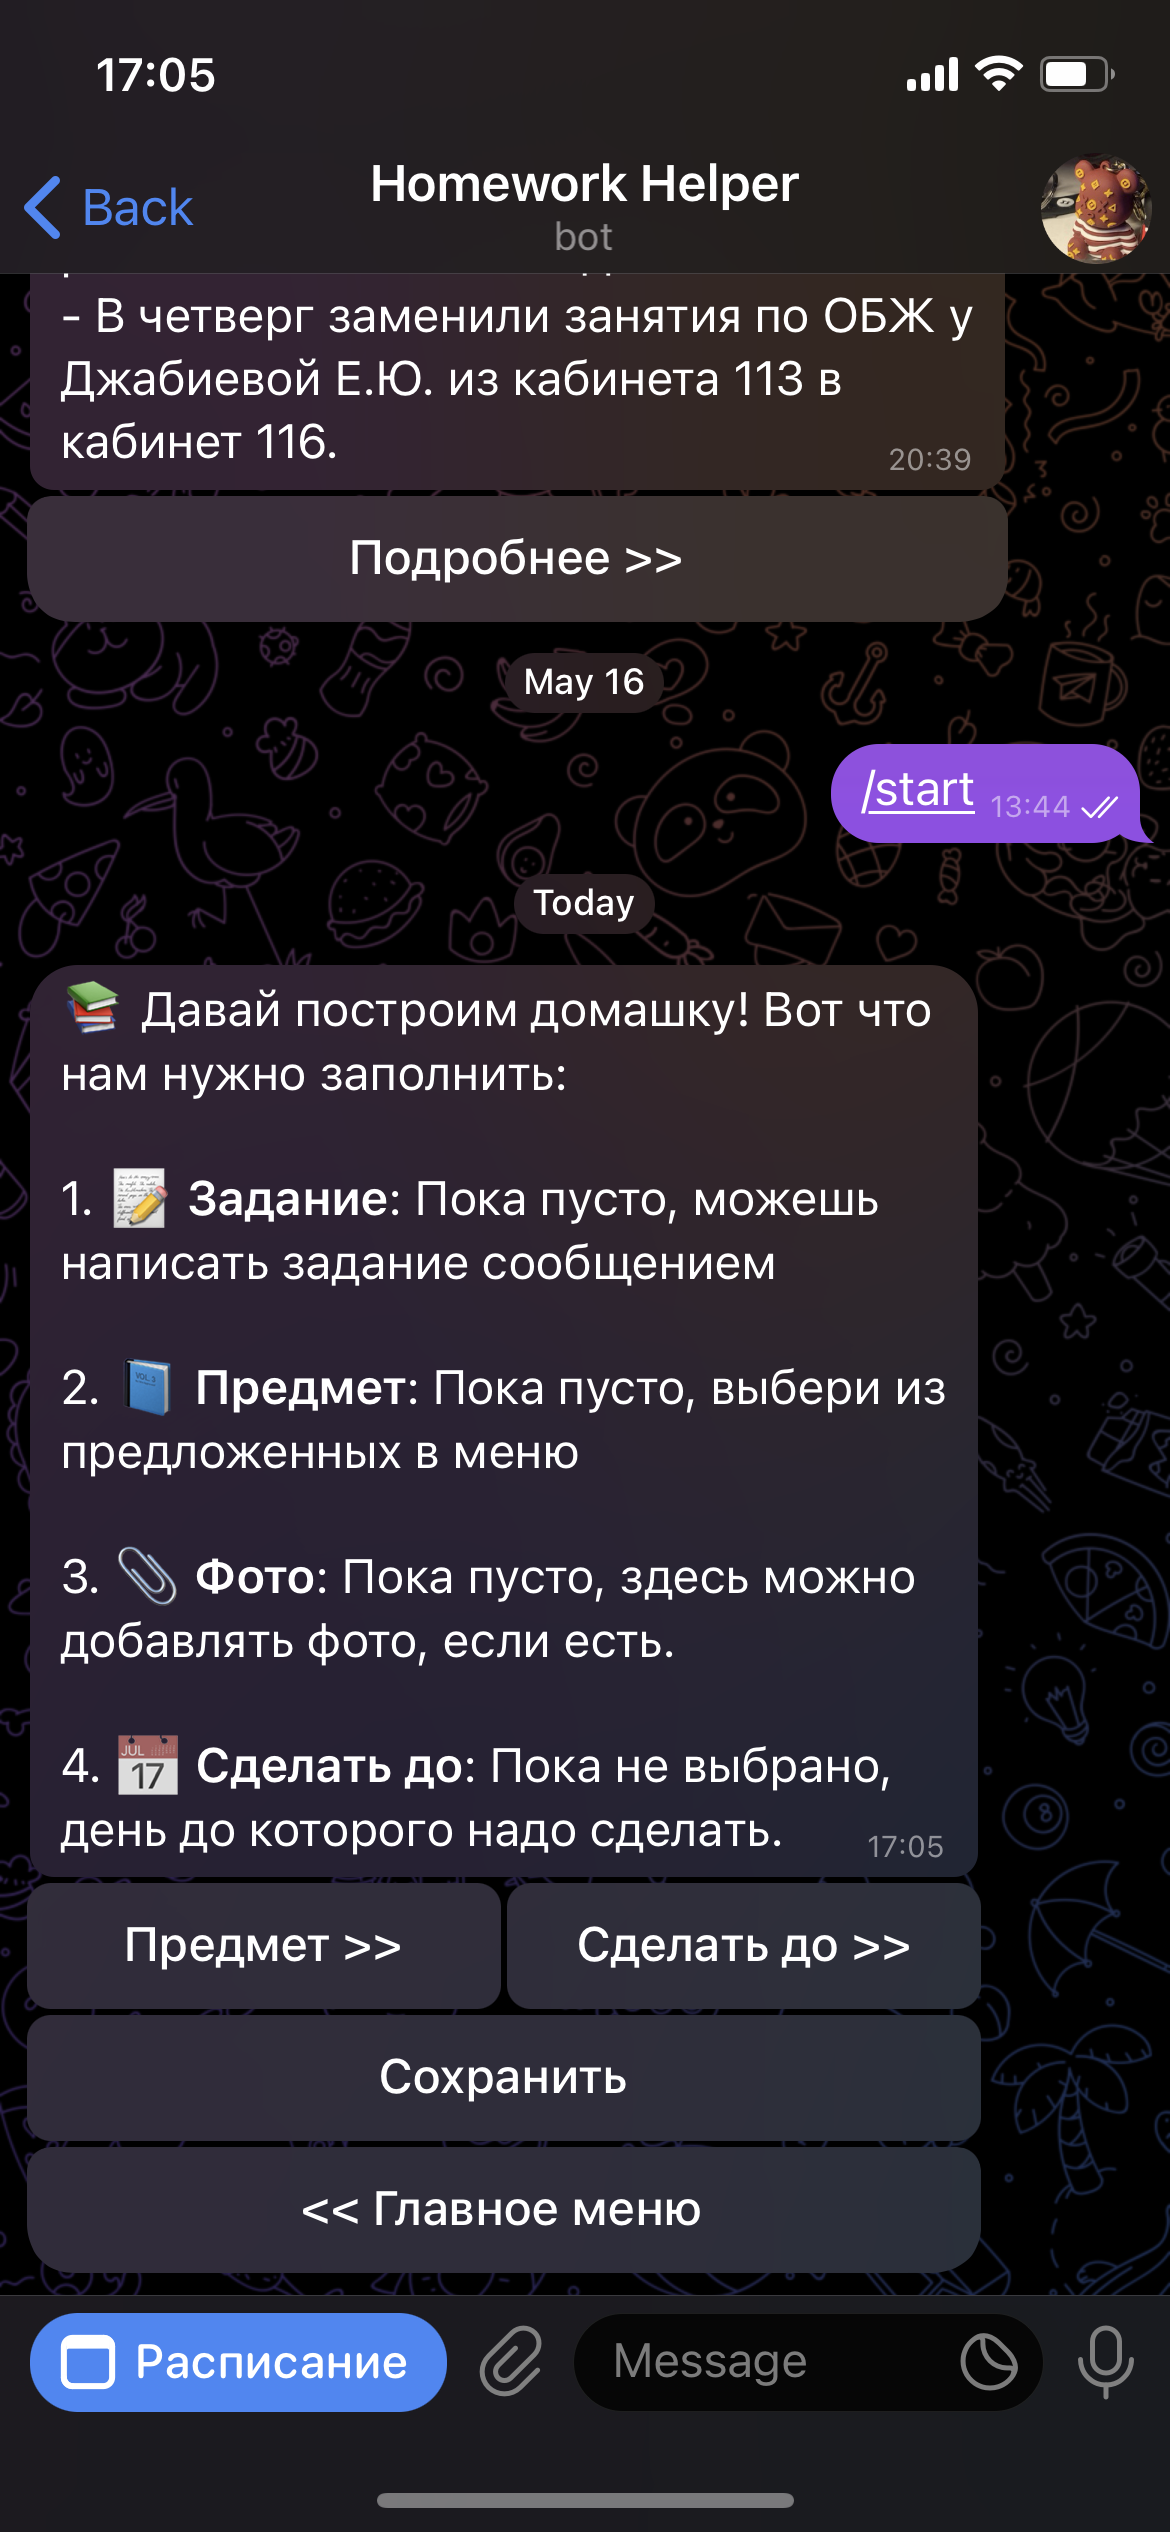 17:05
Back
Homework Helper
bot
- В четверг заменили занятия по ОБЖ у
Джабиевой Е.Ю. из кабинета 113 в
кабинет 116.
20:39
Подробнее >>
May 16
/start 13:44
Today
📚 Давай построим домашку! Вот что
нам нужно заполнить:
1. 📝 Задание: Пока пусто, можешь
написать задание сообщением
2. 📘 Предмет: Пока пусто, выбери из
предложенных в меню
3. 📎 Фото: Пока пусто, здесь можно
добавлять фото, если есть.
4. 📅 Сделать до: Пока не выбрано,
день до которого надо сделать.
17:05
Предмет >>
Сделать до >>
Сохранить
<< Главное меню
Расписание
Message